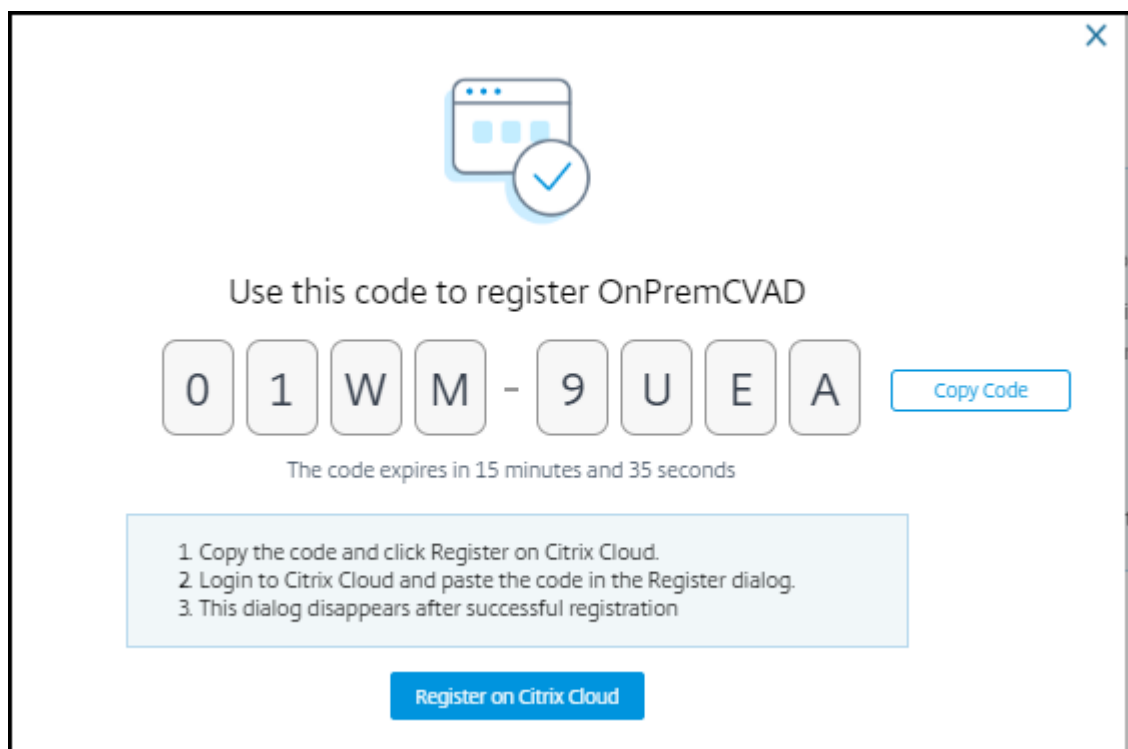 Use this code to register OnPremCVAD
0 1 W M - 9 U E A
Copy Code
The code expires in 15 minutes and 35 seconds
1. Copy the code and click Register on Citrix Cloud.
2. Login to Citrix Cloud and paste the code in the Register dialog.
3. This dialog disappears after successful registration
Register on Citrix Cloud